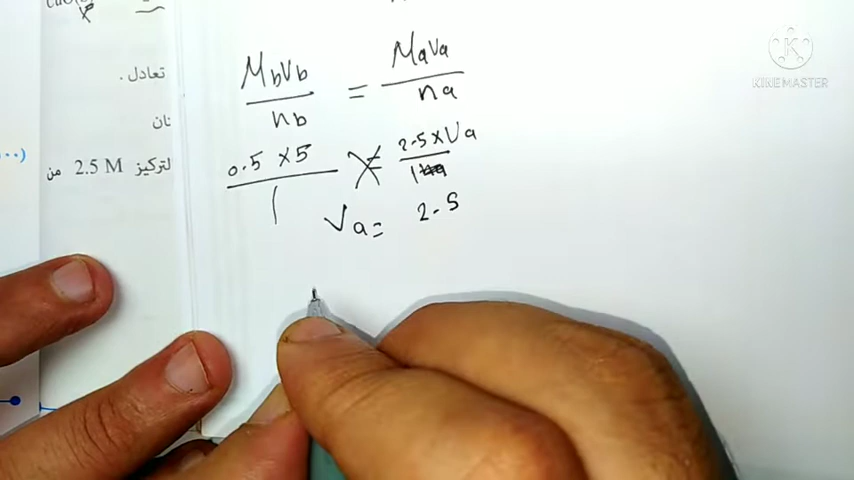 KINEMASTER
تعادل .
لتركيز 2.5 M من
MbVb / nb = MaVa / na
0.5 × 5 / 1 = 2.5 × Va / 1
Va = 2.5